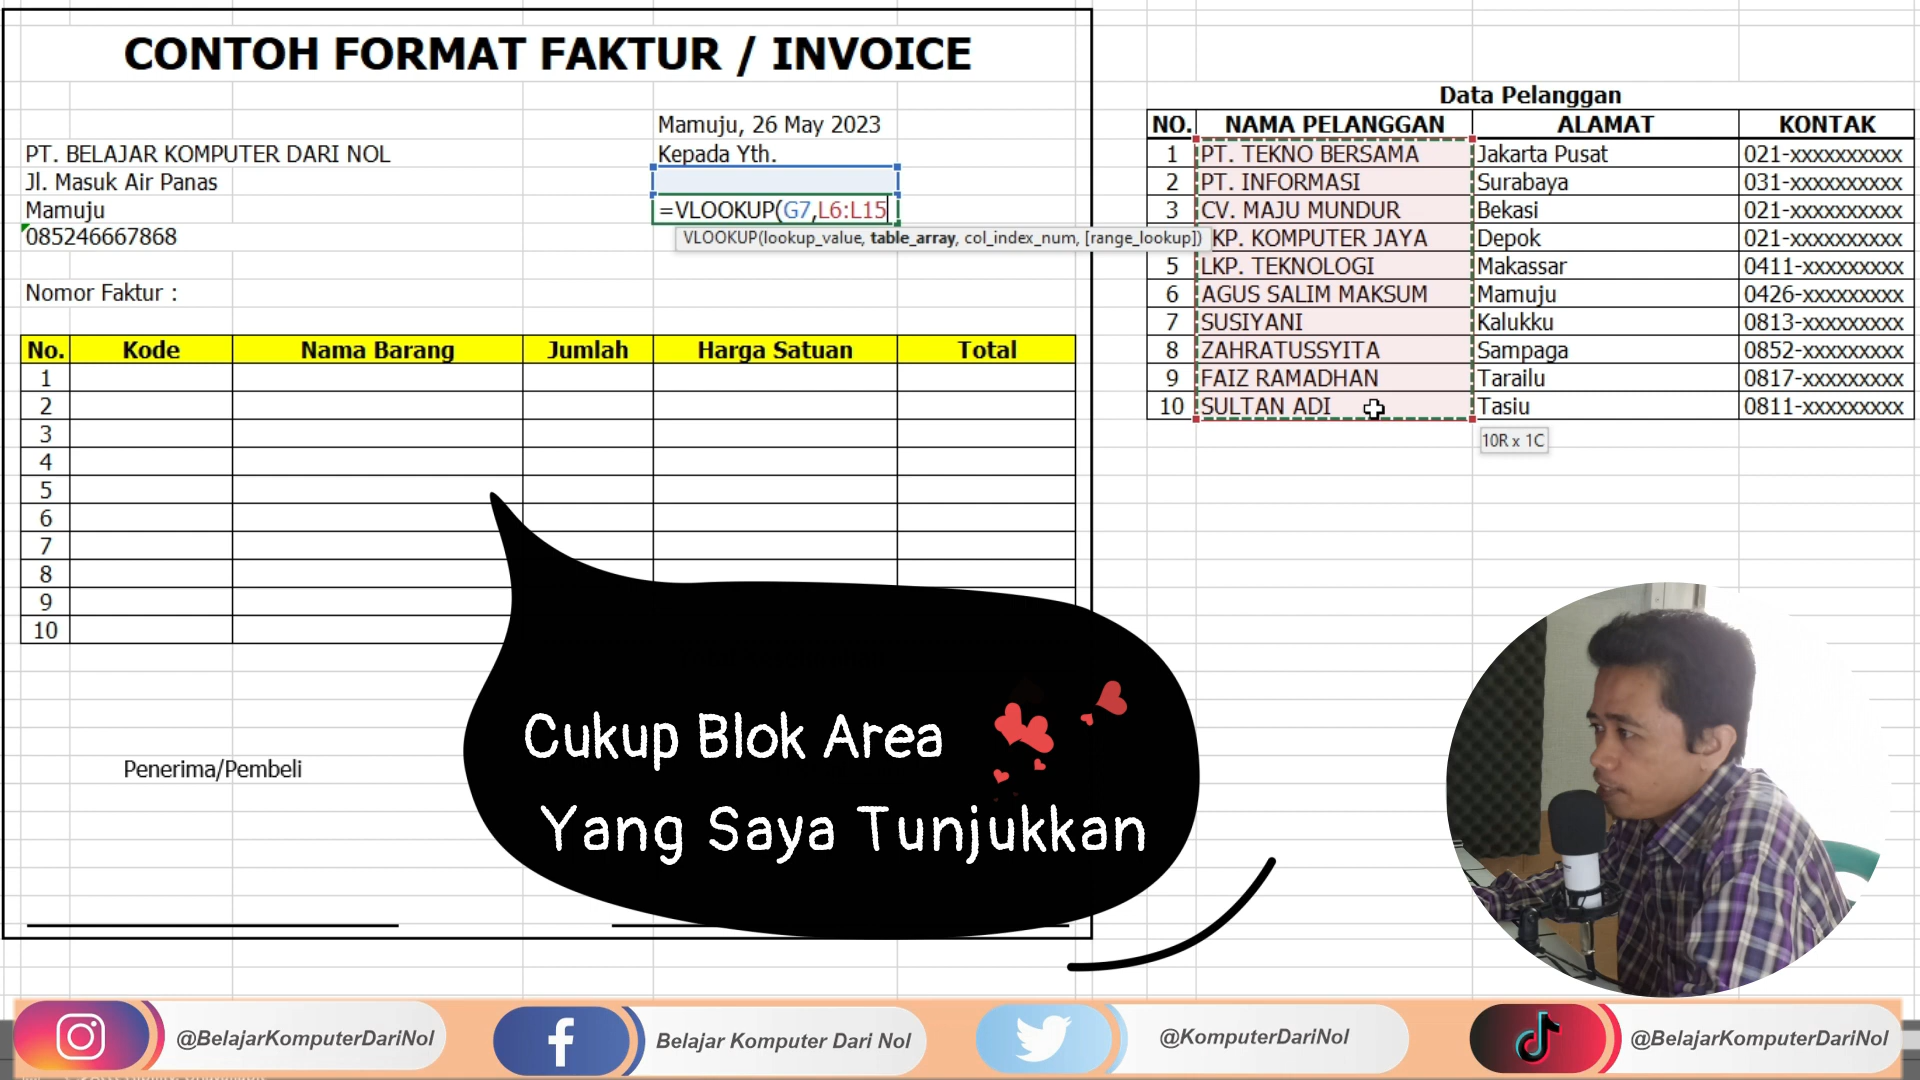 CONTOH FORMAT FAKTUR / INVOICE
Mamuju, 26 May 2023
PT. BELAJAR KOMPUTER DARI NOL
Kepada Yth.
Jl. Masuk Air Panas
Mamuju
=VLOOKUP(G7,L6:L15
085246667868
VLOOKUP(lookup_value, table_array, col_index_num, [range_lookup])
Nomor Faktur :
No. Kode Nama Barang Jumlah Harga Satuan Total
1
2
3
4
5
6
7
8
9
10
Penerima/Pembeli
Data Pelanggan
NO. NAMA PELANGGAN ALAMAT KONTAK
1 PT. TEKNO BERSAMA Jakarta Pusat 021-xxxxxxxxxx
2 PT. INFORMASI Surabaya 031-xxxxxxxxxx
3 CV. MAJU MUNDUR Bekasi 021-xxxxxxxxxx
KP. KOMPUTER JAYA Depok 021-xxxxxxxxxx
5 LKP. TEKNOLOGI Makassar 0411-xxxxxxxxx
6 AGUS SALIM MAKSUM Mamuju 0426-xxxxxxxxx
7 SUSIYANI Kalukku 0813-xxxxxxxxx
8 ZAHRATUSSYITA Sampaga 0852-xxxxxxxxx
9 FAIZ RAMADHAN Tarailu 0817-xxxxxxxxx
10 SULTAN ADI Tasiu 0811-xxxxxxxxx
10R x 1C
Cukup Blok Area
Yang Saya Tunjukkan
@BelajarKomputerDariNol
Belajar Komputer Dari Nol
@KomputerDariNol
@BelajarKomputerDariNol